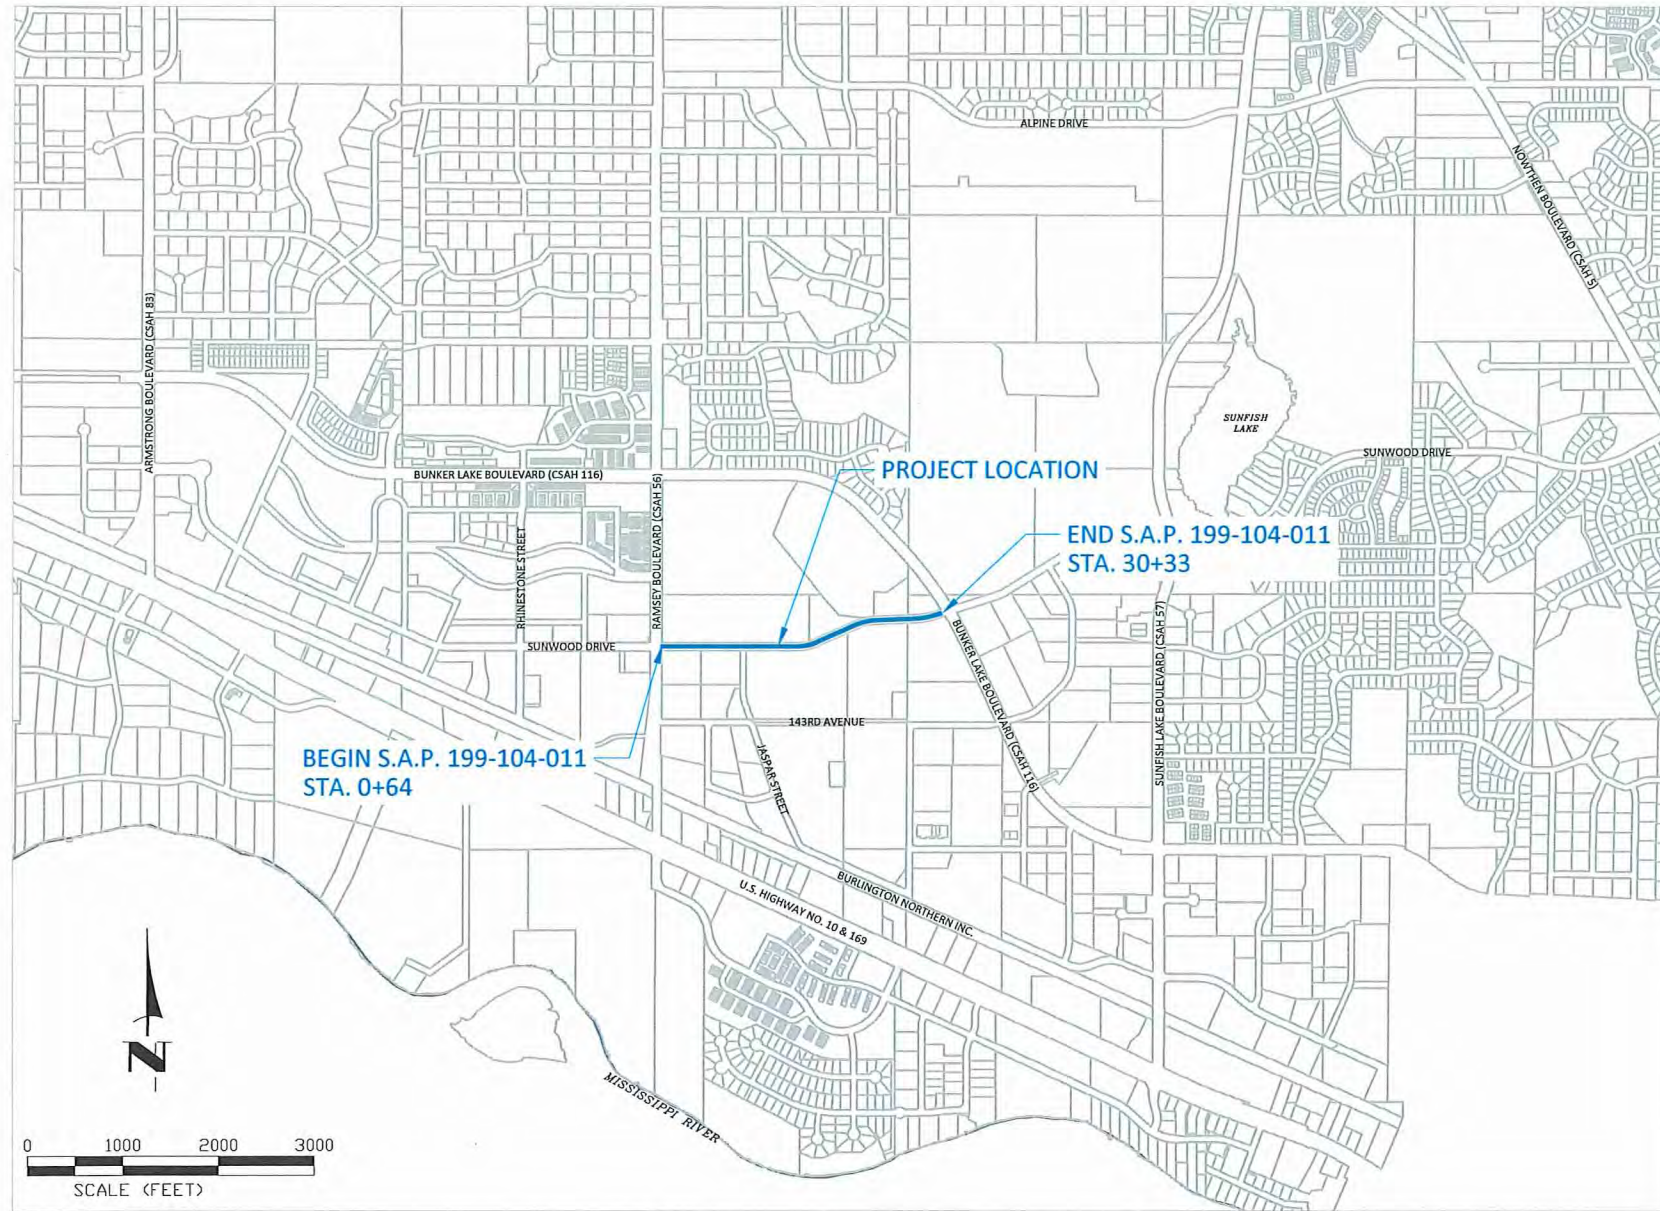 ALPINE DRIVE
NOWTHEN BOULEVARD (CSAH 5)
ARMSTRONG BOULEVARD (CSAH 83)
SUNFISH
LAKE
SUNWOOD DRIVE
BUNKER LAKE BOULEVARD (CSAH 116)
PROJECT LOCATION
RAMSEY BOULEVARD (CSAH 56)
RHINESTONE STREET
END S.A.P. 199-104-011
STA. 30+33
SUNWOOD DRIVE
BUNKER LAKE BOULEVARD (CSAH 116)
SUNFISH LAKE BOULEVARD (CSAH 57)
143RD AVENUE
JASPAR STREET
BEGIN S.A.P. 199-104-011
STA. 0+64
BURLINGTON NORTHERN INC.
U.S. HIGHWAY NO. 10 & 169
N
MISSISSIPPI RIVER
0 1000 2000 3000
SCALE (FEET)